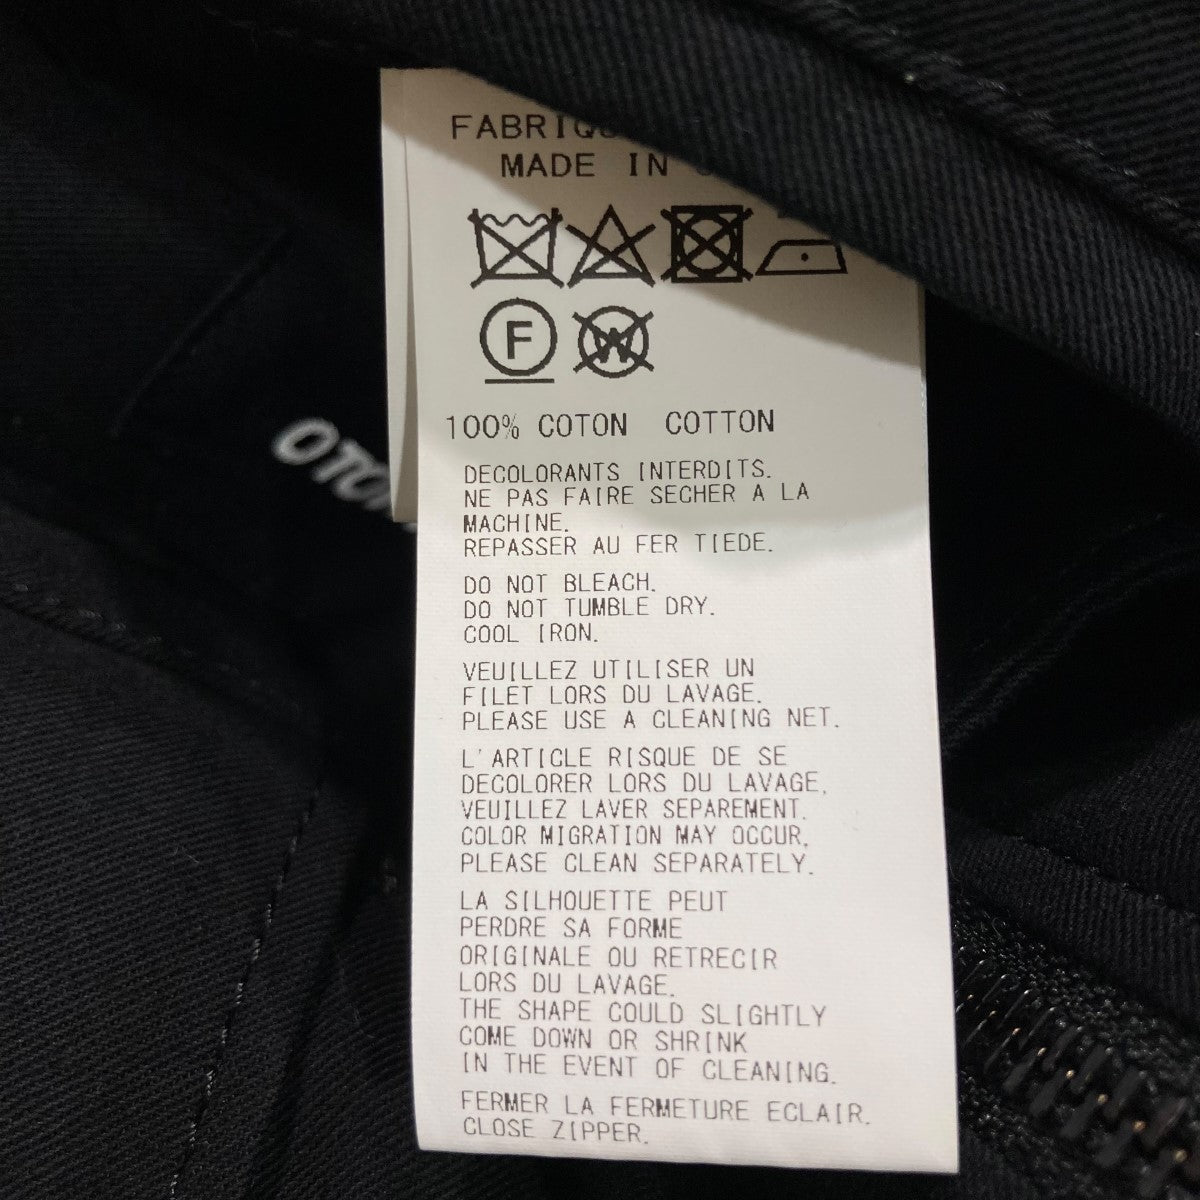 MADE IN
F
W
100% COTON COTTON
DECOLORANTS INTERDITS.
NE PAS FAIRE SECHER A LA
MACHINE.
REPASSER AU FER TIEDE.
DO NOT BLEACH.
DO NOT TUMBLE DRY.
COOL IRON.
VEUILLEZ UTILISER UN
FILET LORS DU LAVAGE.
PLEASE USE A CLEANING NET.
L'ARTICLE RISQUE DE SE
DECOLORER LORS DU LAVAGE,
VEUILLEZ LAVER SEPAREMENT.
COLOR MIGRATION MAY OCCUR,
PLEASE CLEAN SEPARATELY.
LA SILHOUETTE PEUT
PERDRE SA FORME
ORIGINALE OU RETRECIR
LORS DU LAVAGE.
THE SHAPE COULD SLIGHTLY
COME DOWN OR SHRINK
IN THE EVENT OF CLEANING.
FERMER LA FERMETURE ECLAIR.
CLOSE ZIPPER.